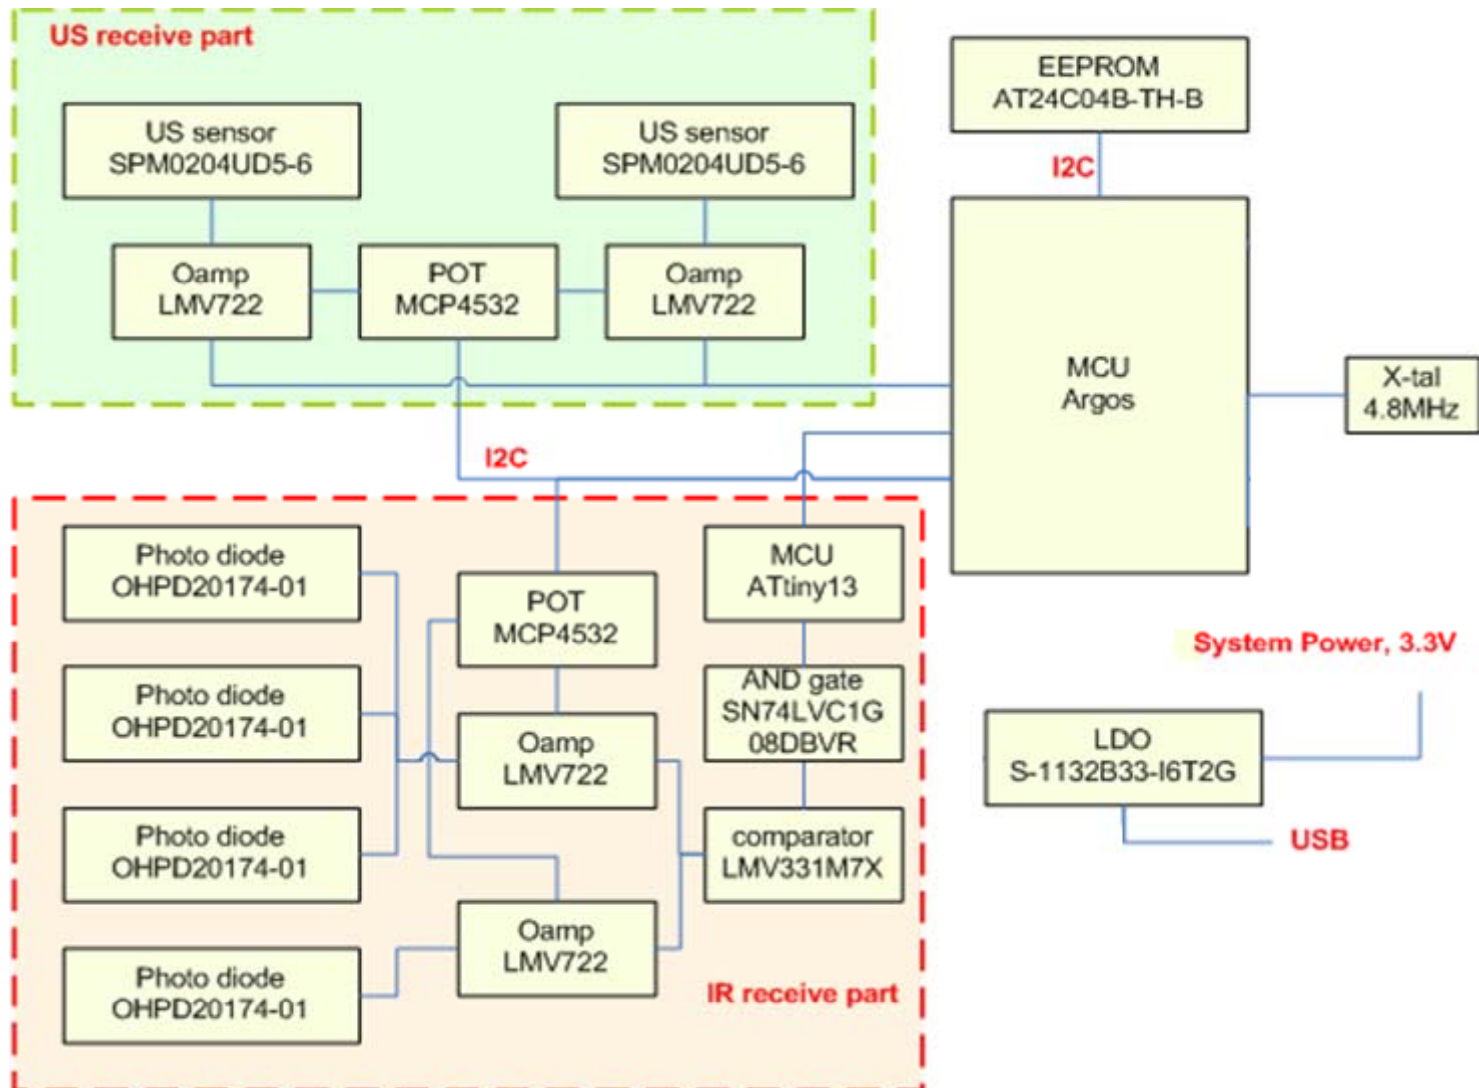 US receive part
US sensor
SPM0204UD5-6
US sensor
SPM0204UD5-6
Oamp
LMV722
POT
MCP4532
Oamp
LMV722
EEPROM
AT24C04B-TH-B
I2C
MCU
Argos
X-tal
4.8MHz
I2C
Photo diode
OHPD20174-01
Photo diode
OHPD20174-01
Photo diode
OHPD20174-01
Photo diode
OHPD20174-01
POT
MCP4532
Oamp
LMV722
Oamp
LMV722
MCU
ATtiny13
AND gate
SN74LVC1G
08DBVR
comparator
LMV331M7X
IR receive part
System Power, 3.3V
LDO
S-1132B33-I6T2G
USB